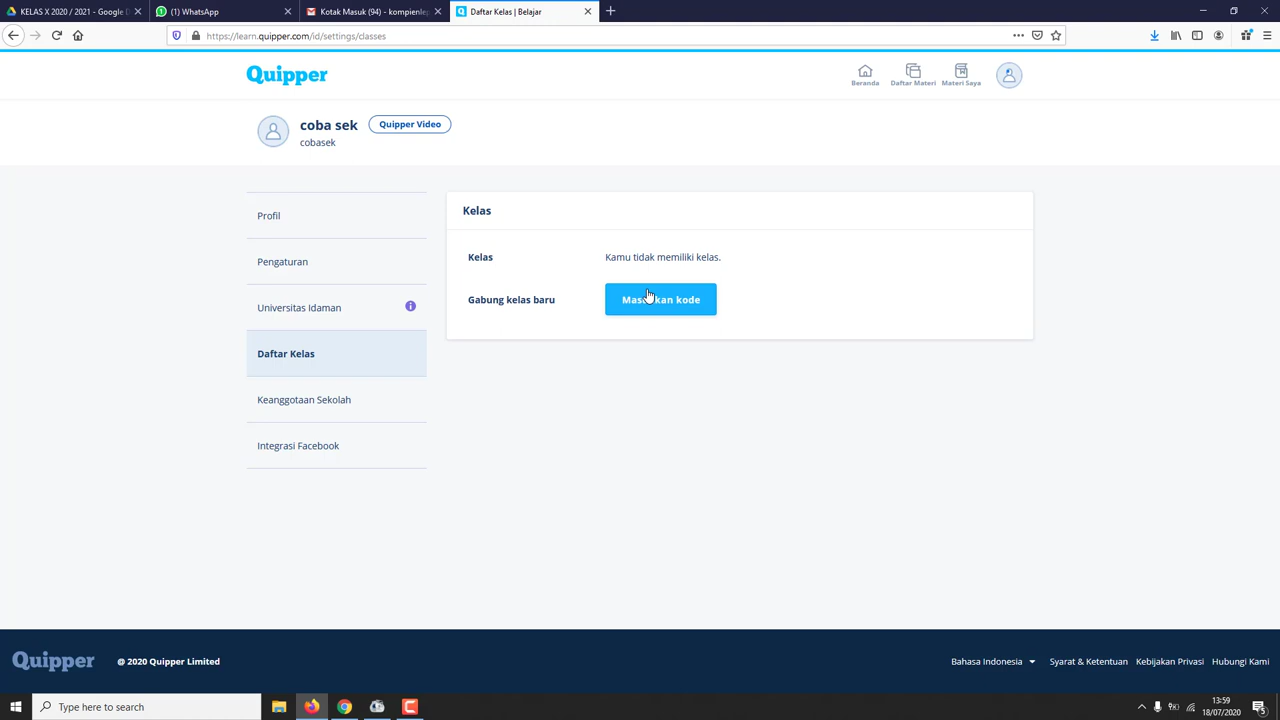 KELAS X 2020 / 2021 - Google D
(1) WhatsApp
Kotak Masuk (94) - kompienlep
Daftar Kelas | Belajar
https://learn.quipper.com/id/settings/classes
Quipper
Beranda
Daftar Materi
Materi Saya
coba sek
Quipper Video
cobasek
Profil
Pengaturan
Universitas Idaman
Daftar Kelas
Keanggotaan Sekolah
Integrasi Facebook
Kelas
Kelas
Kamu tidak memiliki kelas.
Gabung kelas baru
Masukkan kode
Quipper
@ 2020 Quipper Limited
Bahasa Indonesia
Syarat & Ketentuan
Kebijakan Privasi
Hubungi Kami
Type here to search
13:59
18/07/2020
5